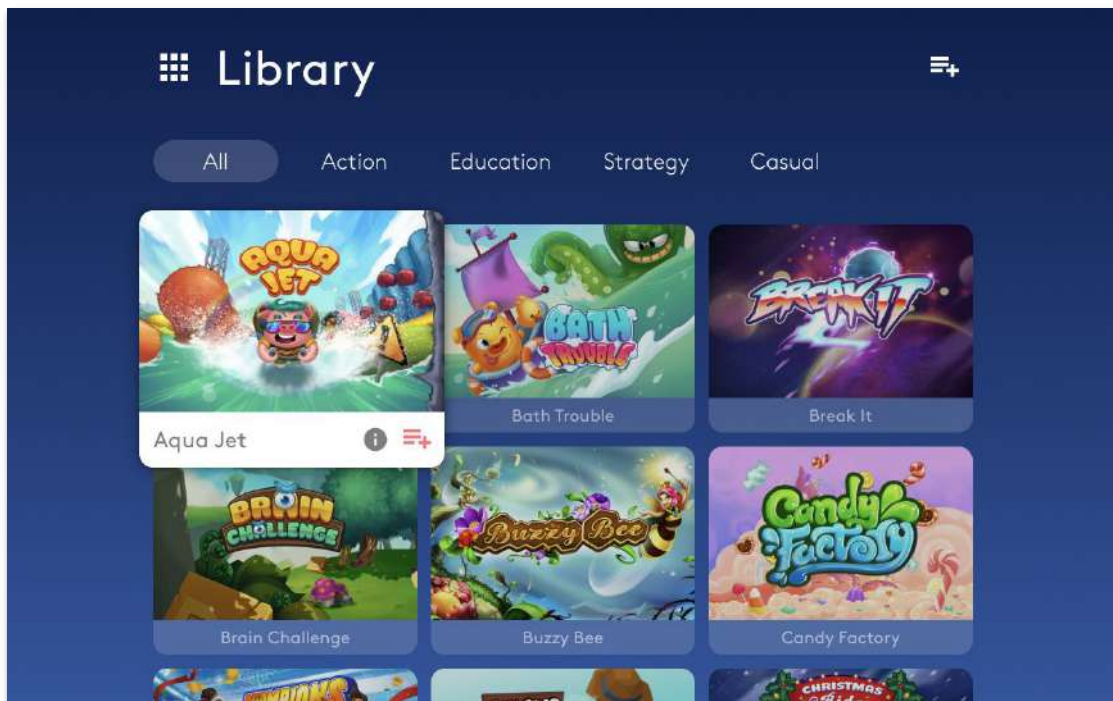 Library
All
Action
Education
Strategy
Casual
AQUA
JET
BATH
TROUBLE
BREAK IT
Aqua Jet
Bath Trouble
Break It
BRAIN
CHALLENGE
Buzzy Bee
Candy
Factory
Brain Challenge
Buzzy Bee
Candy Factory
CHAMPIONS
CHRISTMAS